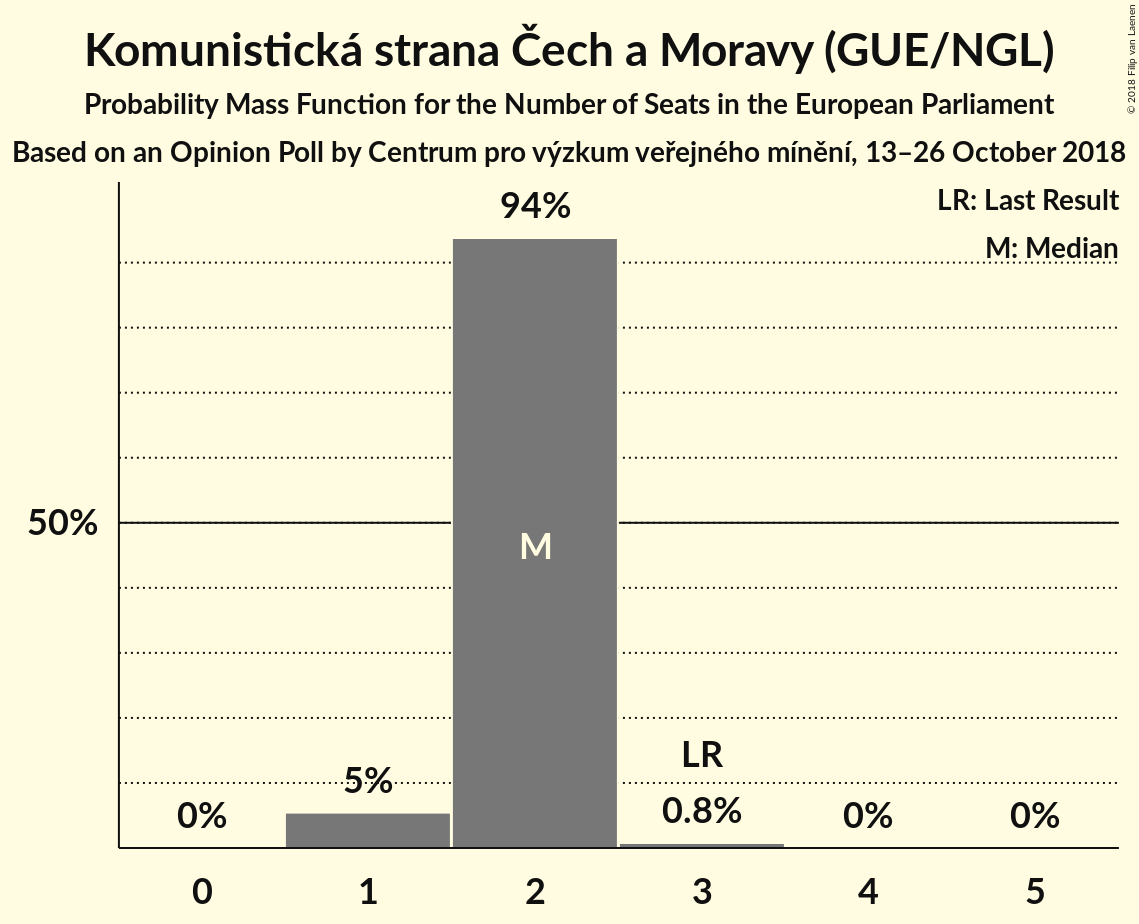 Komunistická strana Čech a Moravy (GUE/NGL)
Probability Mass Function for the Number of Seats in the European Parliament
Based on an Opinion Poll by Centrum pro výzkum veřejného mínění, 13–26 October 2018
© 2018 Filip van Laenen
LR: Last Result
M: Median
94%
50%
M
LR
5%
0%
0.8%
0%
0%
0 1 2 3 4 5